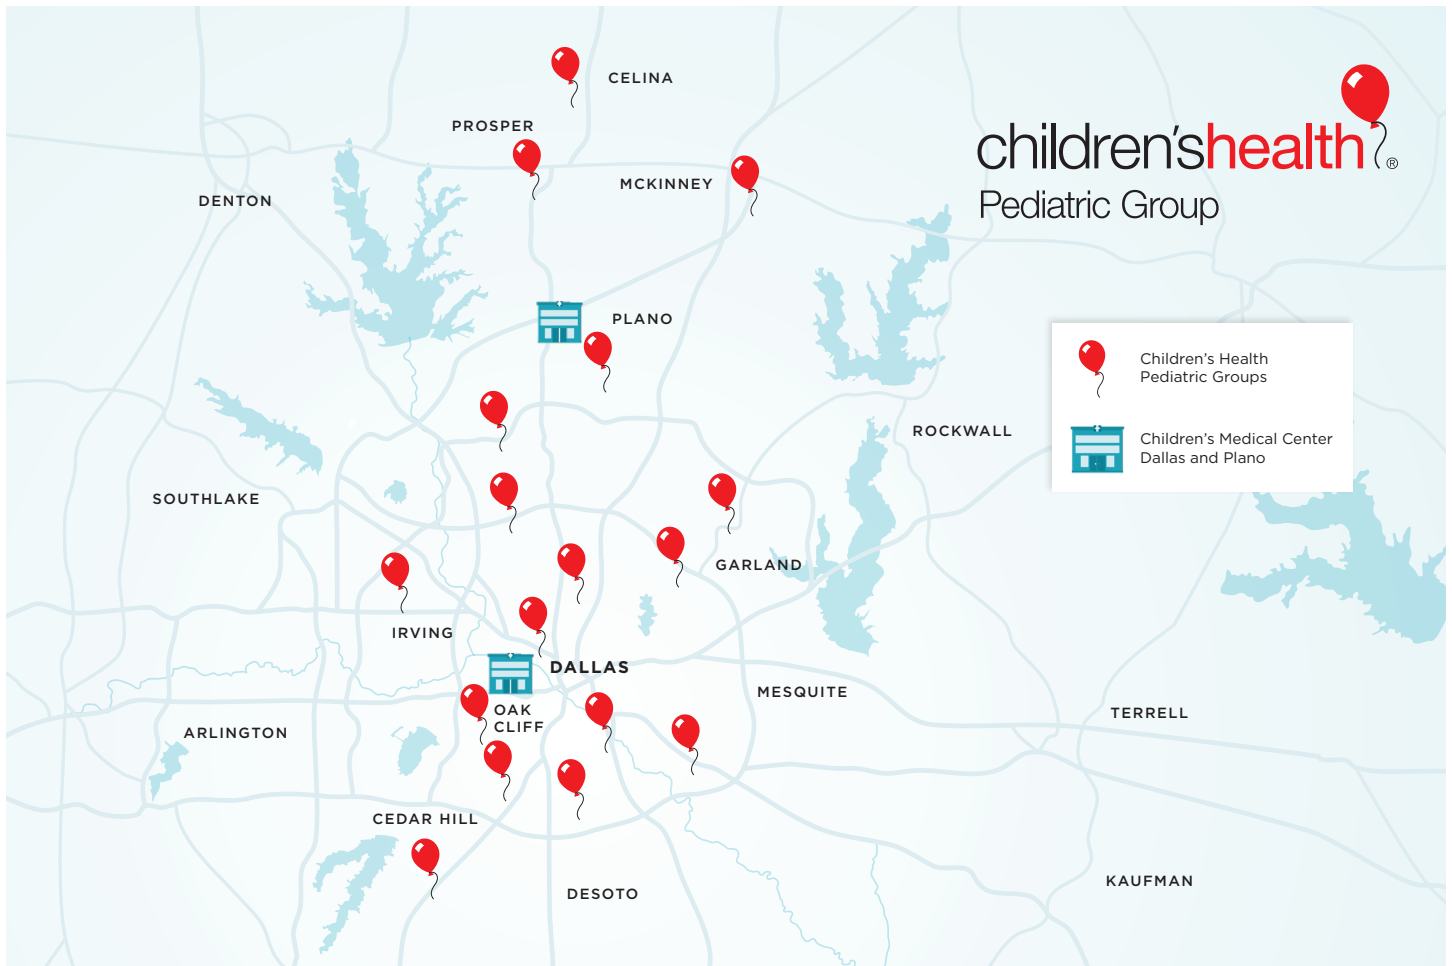 CELINA
PROSPER
children'shealth®
Pediatric Group
MCKINNEY
DENTON
PLANO
Children's Health
Pediatric Groups
Children's Medical Center
Dallas and Plano
ROCKWALL
SOUTHLAKE
GARLAND
IRVING
DALLAS
MESQUITE
OAK
CLIFF
TERRELL
ARLINGTON
CEDAR HILL
KAUFMAN
DESOTO